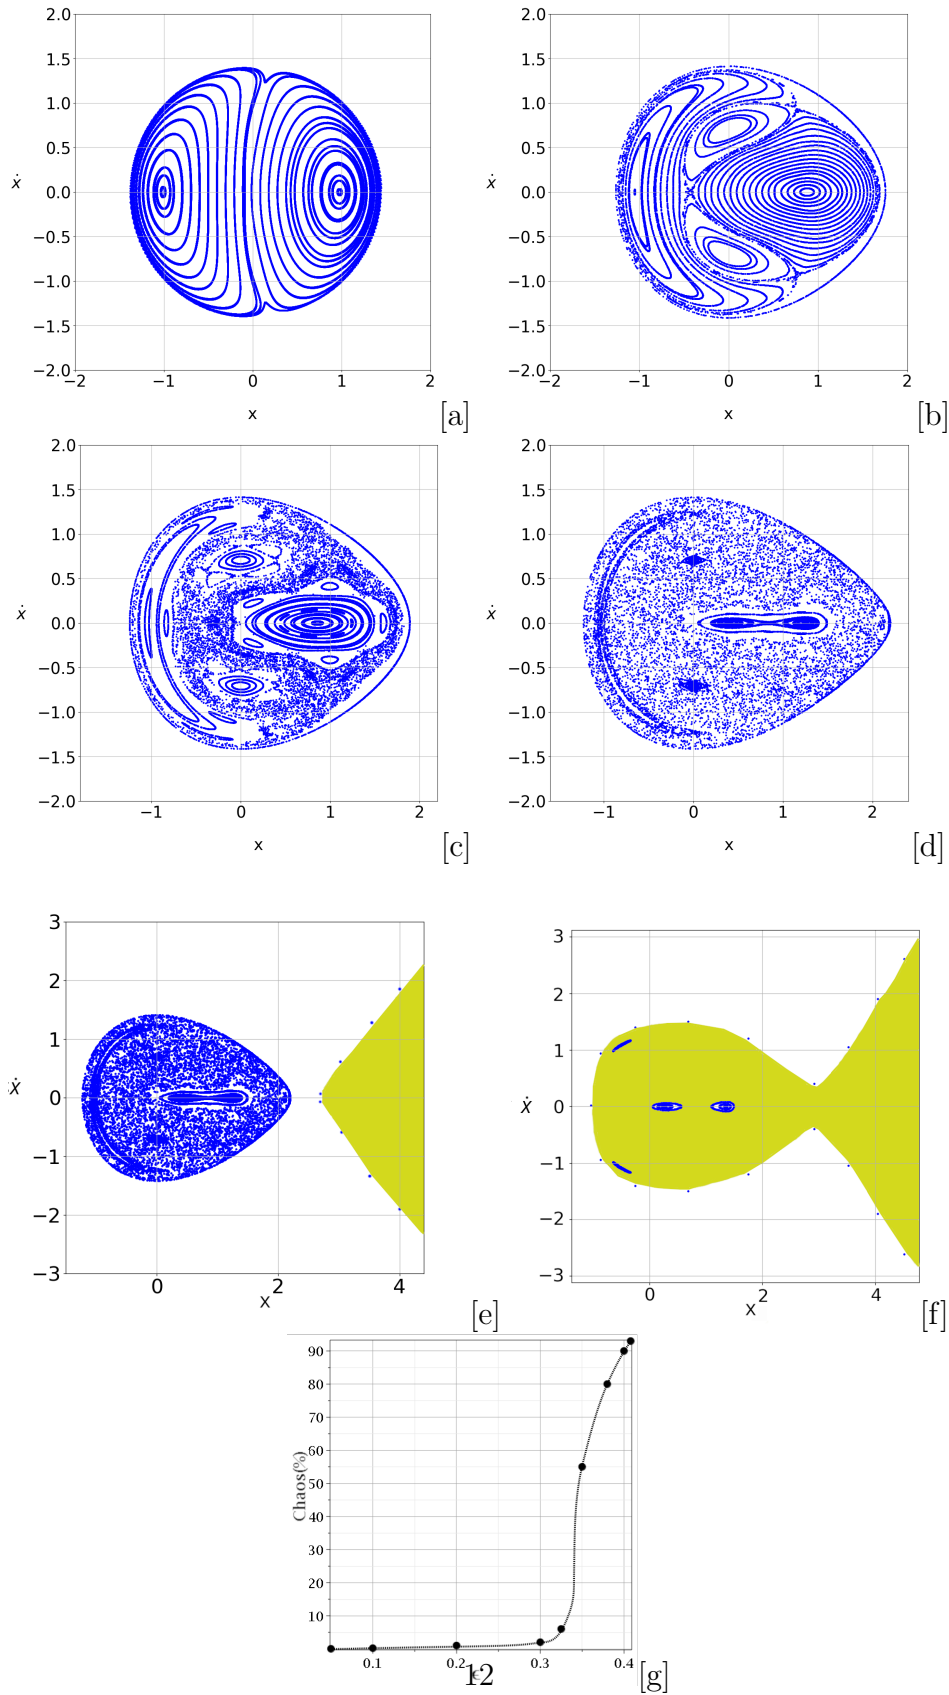 2.0 2.0
1.5 1.5
1.0 1.0
0.5 0.5
ẋ 0.0 ẋ 0.0
−0.5 −0.5
−1.0 −1.0
−1.5 −1.5
−2.0 −2.0
−2 −1 0 1 2 −2 −1 0 1 2
x [a] x [b]
2.0 2.0
1.5 1.5
1.0 1.0
0.5 0.5
ẋ 0.0 ẋ 0.0
−0.5 −0.5
−1.0 −1.0
−1.5 −1.5
−2.0 −2.0
−1 0 1 2 −1 0 1 2
x [c] x [d]
3 3
2 2
1 1
ẋ 0 ẋ 0
−1 −1
−2 −2
−3 −3
0 2 4 0 2 4
x [e] x [f]
90
80
70
60
Chaos(%)
50
40
30
20
10
0.1 0.2 0.3 0.4
12 [g]